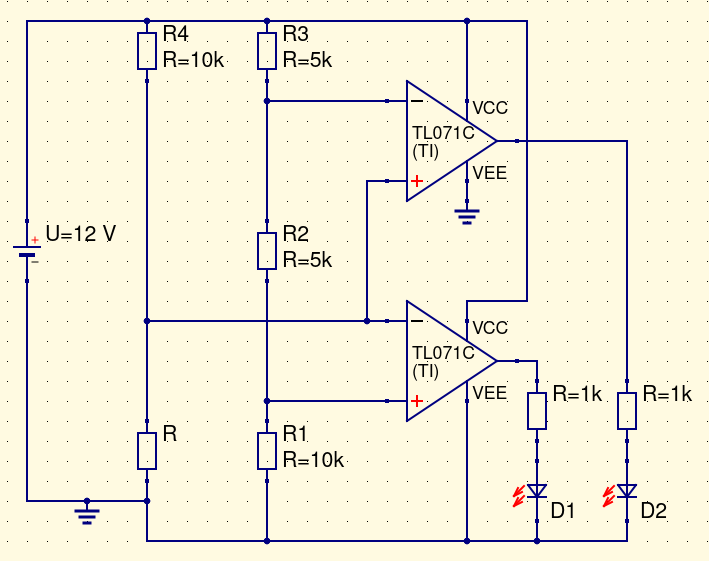 R4
R=10k
R3
R=5k
VCC
−
TL071C
(TI)
+
VEE
U=12 V
+
−
R2
R=5k
VCC
−
TL071C
(TI)
+
VEE
R=1k
R=1k
R
R1
R=10k
D1
D2